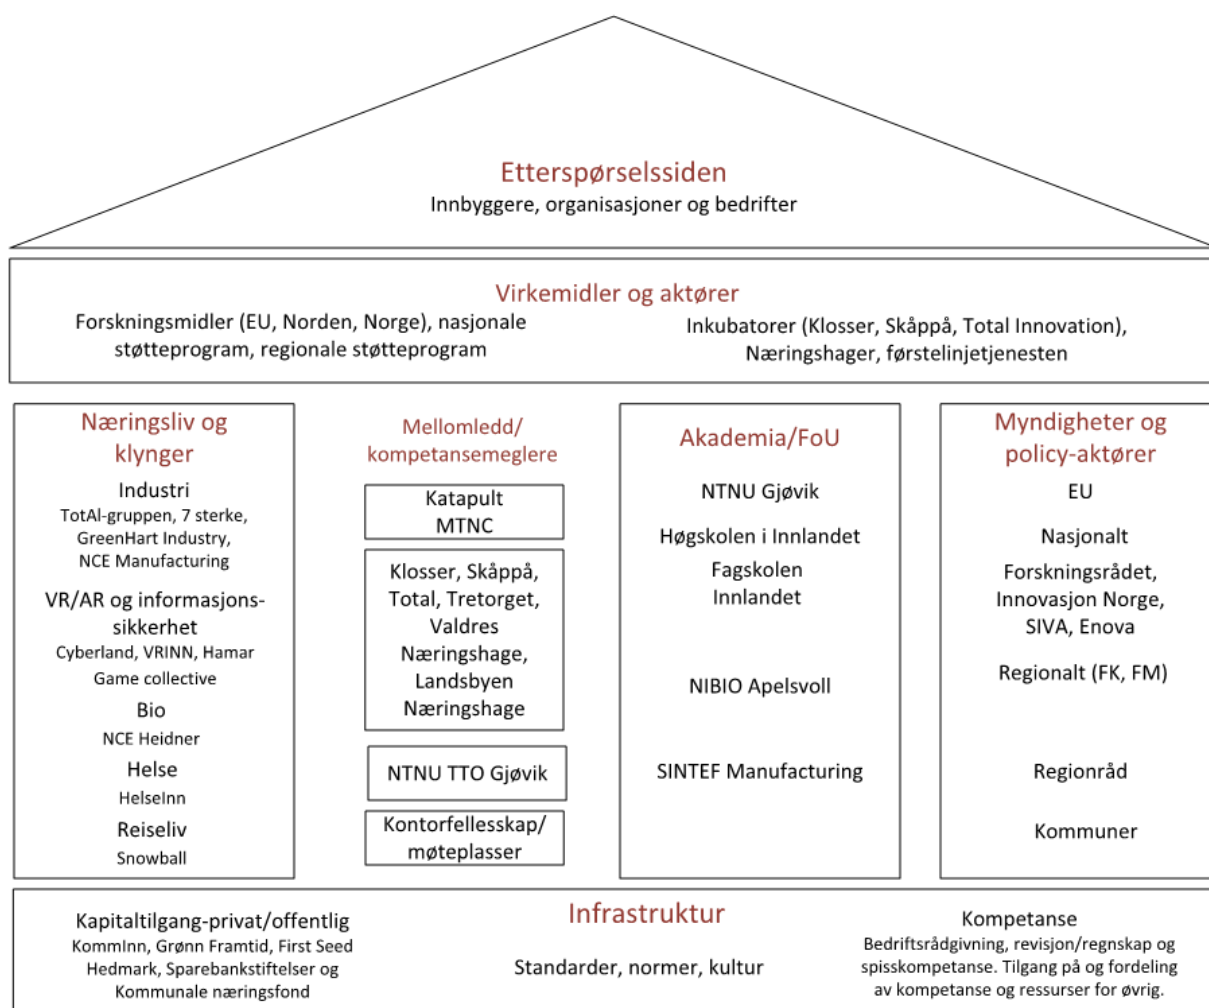 Etterspørselssiden
Innbyggere, organisasjoner og bedrifter
Virkemidler og aktører
Forskningsmidler (EU, Norden, Norge), nasjonale
støtteprogram, regionale støtteprogram
Inkubatorer (Klosser, Skåppå, Total Innovation),
Næringshager, førstelinjetjenesten
Næringsliv og
klynger
Industri
TotAl-gruppen, 7 sterke,
GreenHart Industry,
NCE Manufacturing
VR/AR og informasjons-
sikkerhet
Cyberland, VRINN, Hamar
Game collective
Bio
NCE Heidner
Helse
HelseInn
Reiseliv
Snowball
Mellomledd/
kompetansemeglere
Katapult
MTNC
Klosser, Skåppå,
Total, Tretorget,
Valdres
Næringshage,
Landsbyen
Næringshage
NTNU TTO Gjøvik
Kontorfellesskap/
møteplasser
Akademia/FoU
NTNU Gjøvik
Høgskolen i Innlandet
Fagskolen
Innlandet
NIBIO Apelsvoll
SINTEF Manufacturing
Myndigheter og
policy-aktører
EU
Nasjonalt
Forskningsrådet,
Innovasjon Norge,
SIVA, Enova
Regionalt (FK, FM)
Regionråd
Kommuner
Kapitaltilgang-privat/offentlig
KommInn, Grønn Framtid, First Seed
Hedmark, Sparebankstiftelser og
Kommunale næringsfond
Infrastruktur
Standarder, normer, kultur
Kompetanse
Bedriftsrådgivning, revisjon/regnskap og
spisskompetanse. Tilgang på og fordeling
av kompetanse og ressurser for øvrig.